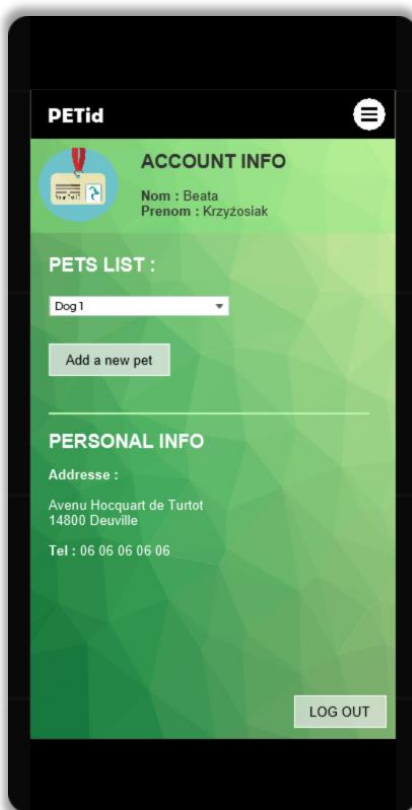 PETid
ACCOUNT INFO
Nom : Beata
Prenom : Krzyżosiak
PETS LIST :
Dog 1
Add a new pet
PERSONAL INFO
Addresse :
Avenu Hocquart de Turtot
14800 Deuville
Tel : 06 06 06 06 06
LOG OUT